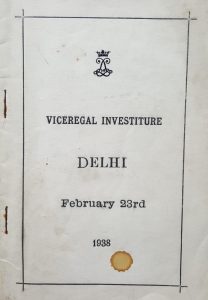 VICEREGAL INVESTITURE
DELHI
February 23rd
1938